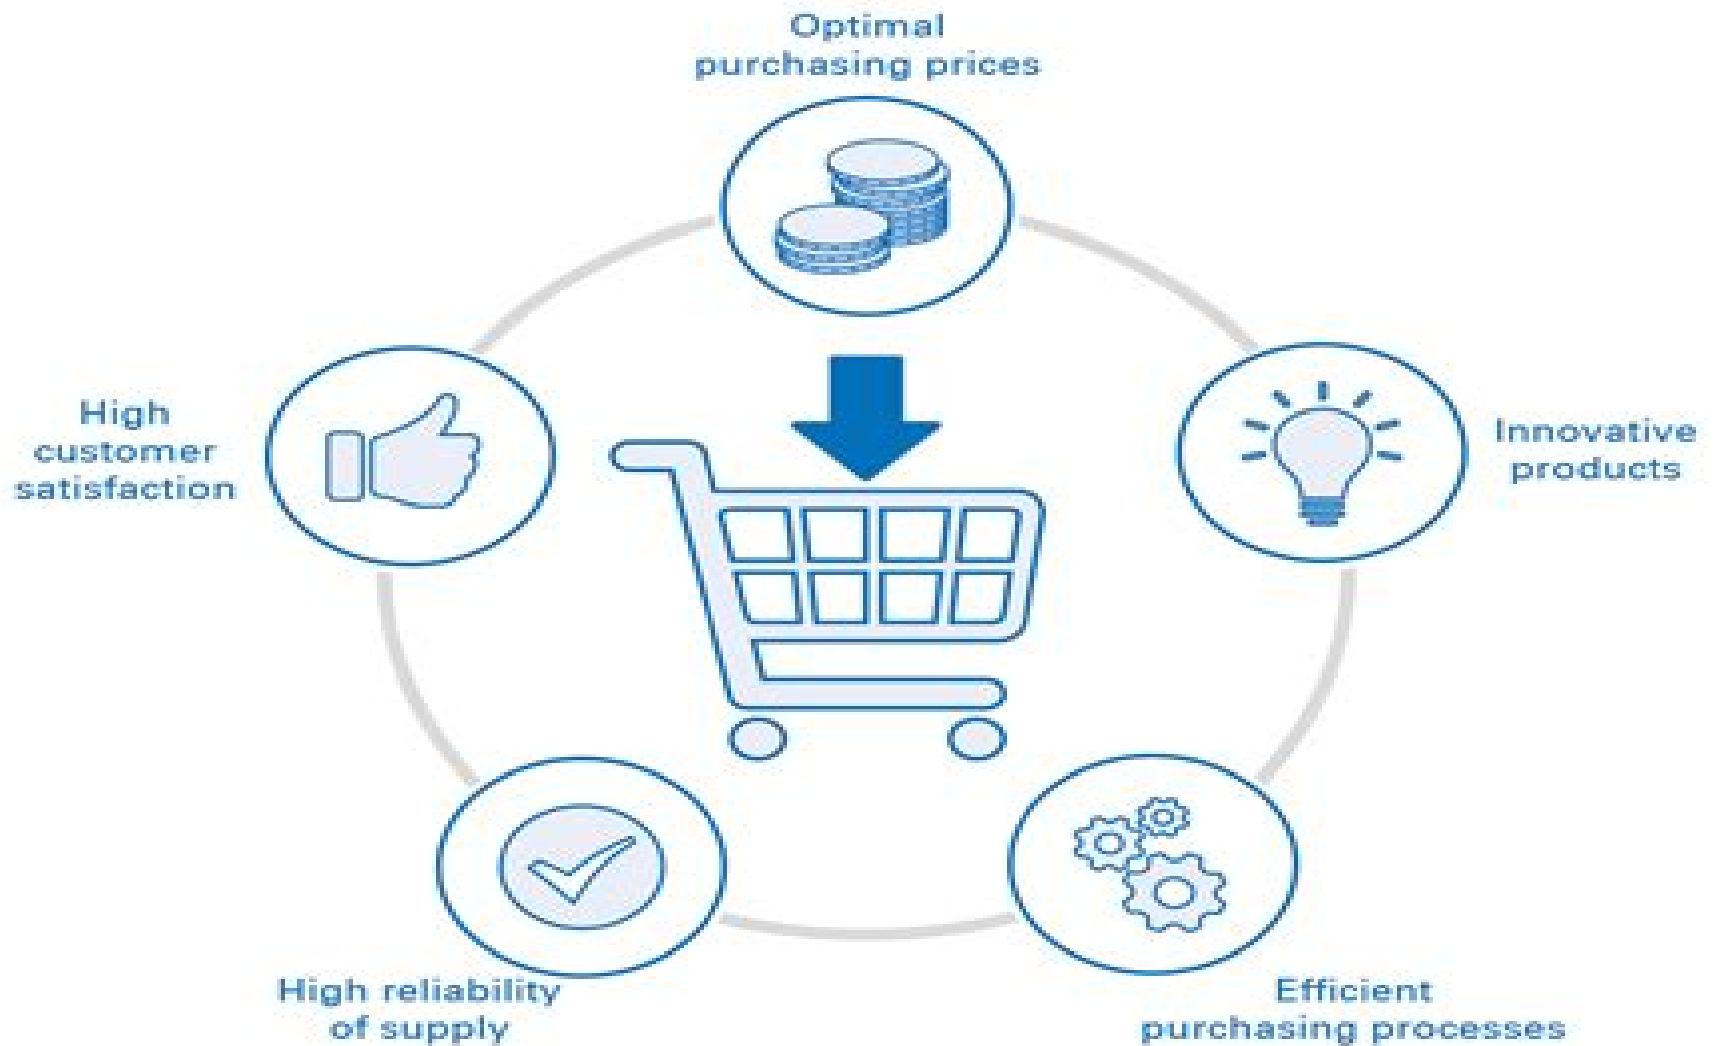 Optimal
purchasing prices
High
customer
satisfaction
Innovative
products
High reliability
of supply
Efficient
purchasing processes